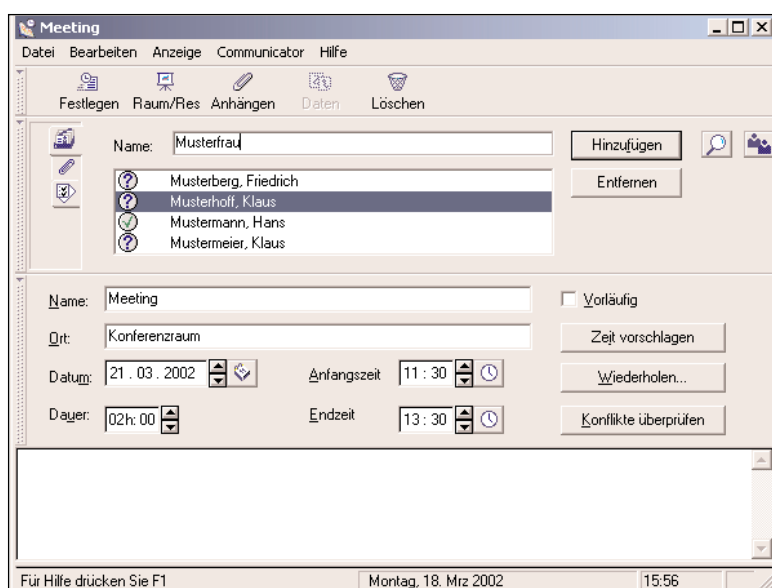 Meeting
Datei Bearbeiten Anzeige Communicator Hilfe
Festlegen Raum/Res Anhängen Daten Löschen
Name: Musterfrau Hinzufügen
Entfernen
Musterberg, Friedrich
Musterhoff, Klaus
Mustermann, Hans
Mustermeier, Klaus
Name: Meeting Vorläufig
Ort: Konferenzraum Zeit vorschlagen
Datum: 21 . 03 . 2002 Anfangszeit 11 : 30 Wiederholen...
Dauer: 02h: 00 Endzeit 13 : 30 Konflikte überprüfen
Für Hilfe drücken Sie F1 Montag, 18. Mrz 2002 15:56